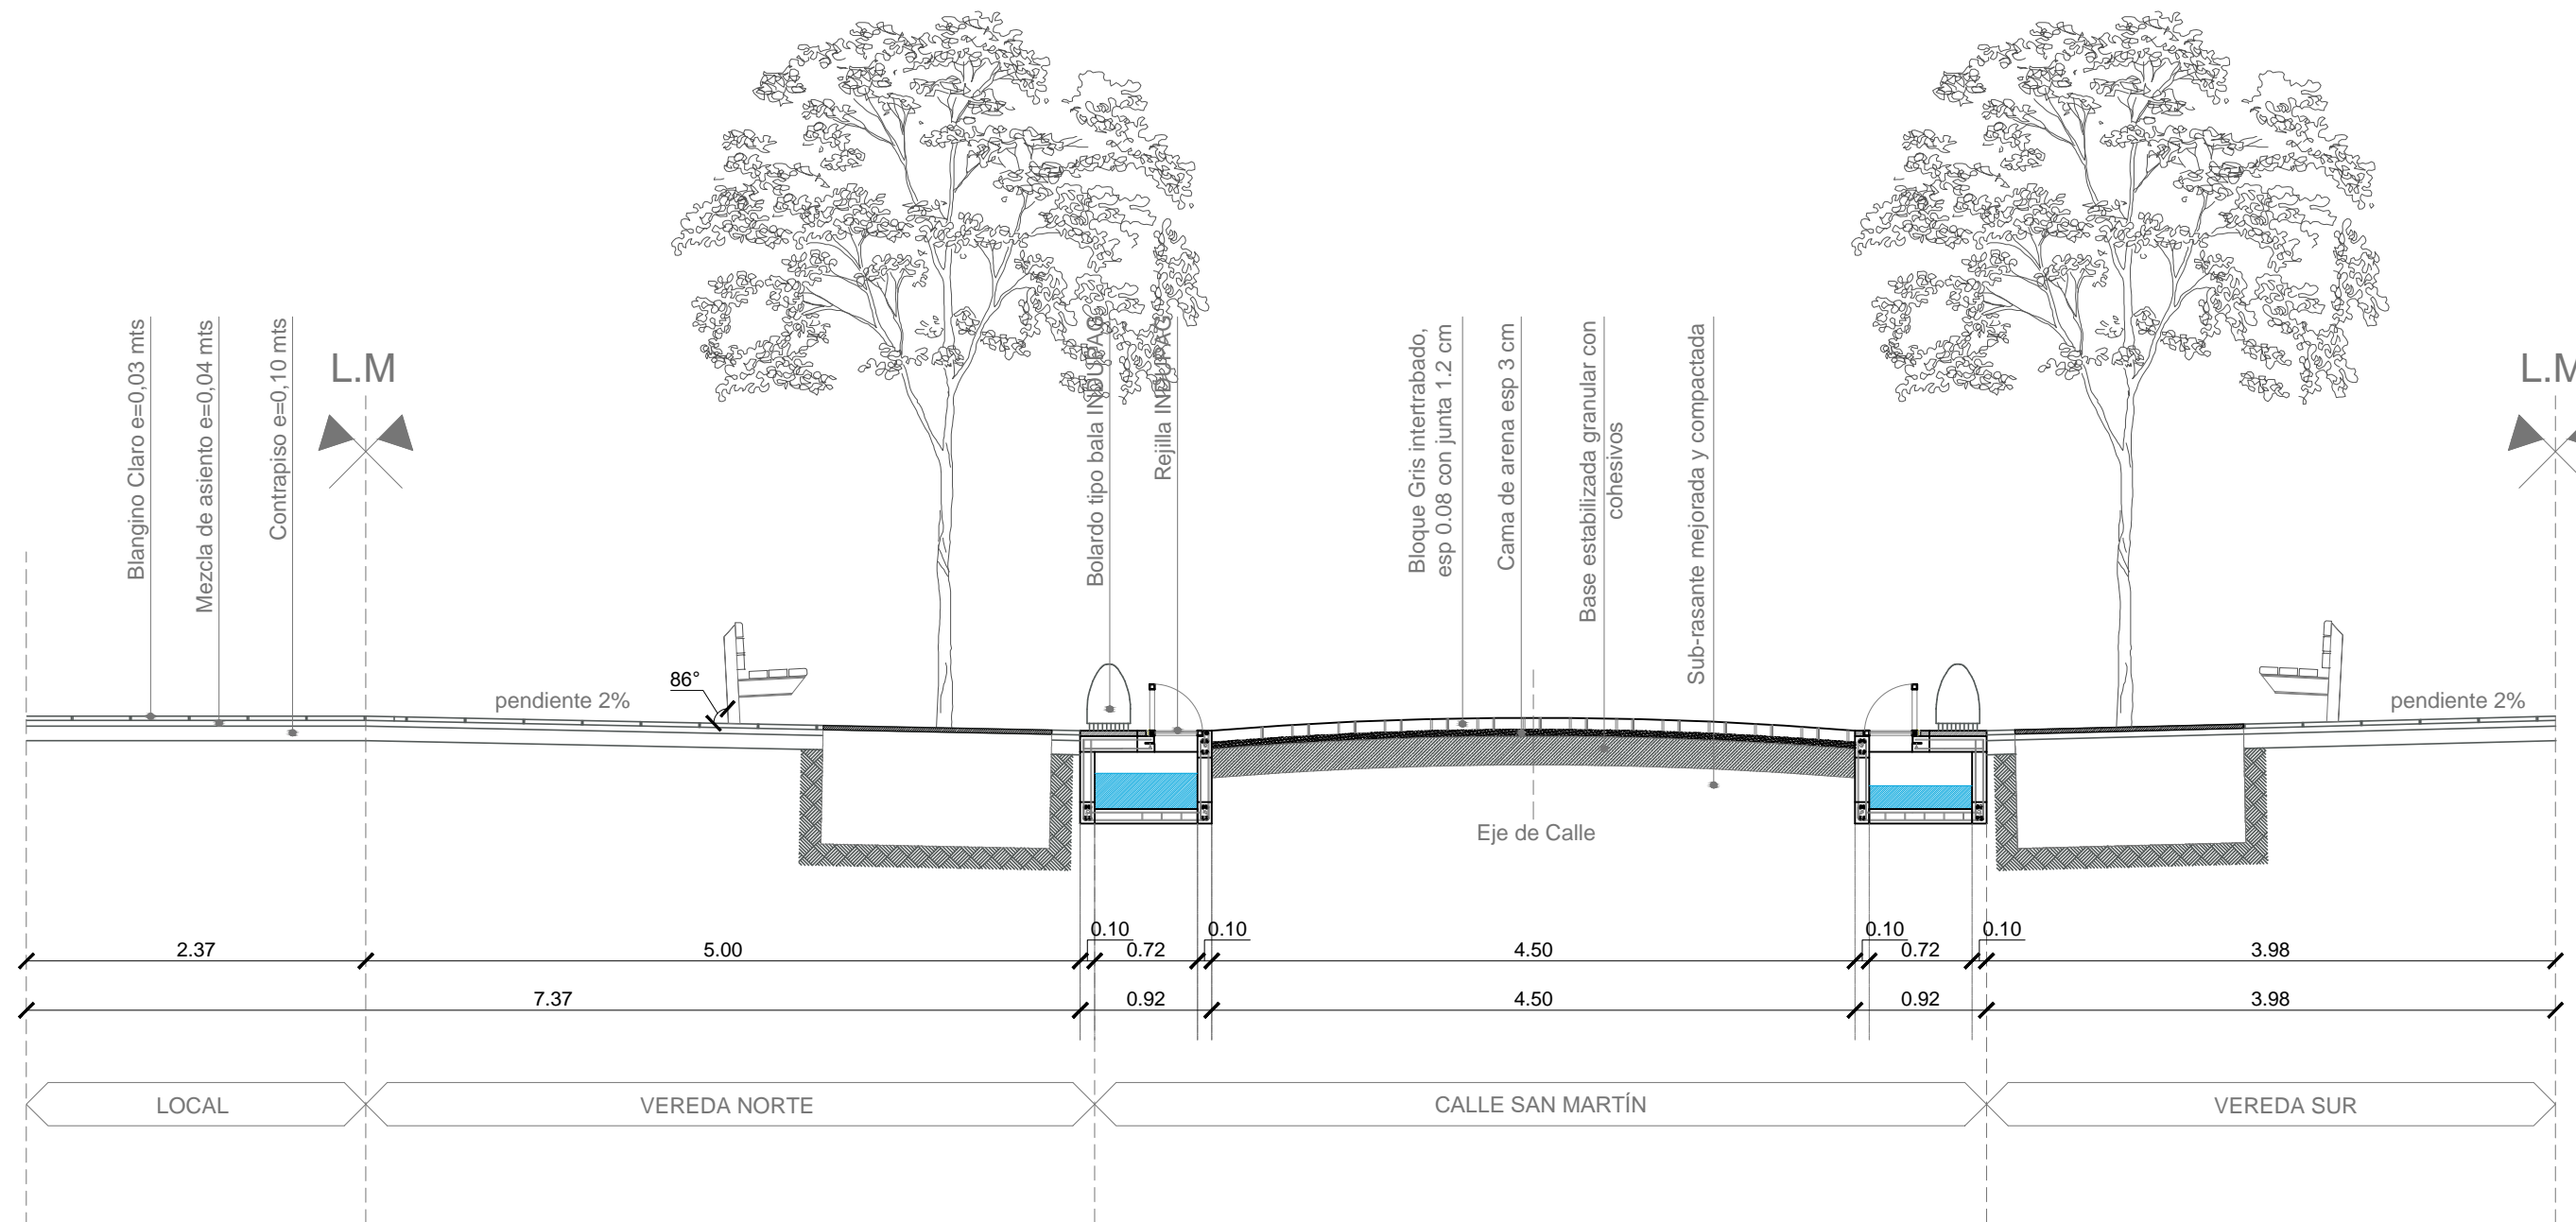 Blangino Claro e=0,03 mts
Mezcla de asiento e=0,04 mts
Contrapiso e=0,10 mts
L.M
Bolardo tipo bala INDUPAG
Rejilla INDUPAG
Bloque Gris intertrabado,
esp 0.08 con junta 1.2 cm
Cama de arena esp 3 cm
Base estabilizada granular con
cohesivos
Sub-rasante mejorada y compactada
L.M
pendiente 2%
86°
pendiente 2%
Eje de Calle
0.10
0.10
0.10
0.10
2.37
5.00
0.72
4.50
0.72
3.98
7.37
0.92
4.50
0.92
3.98
LOCAL
VEREDA NORTE
CALLE SAN MARTÍN
VEREDA SUR